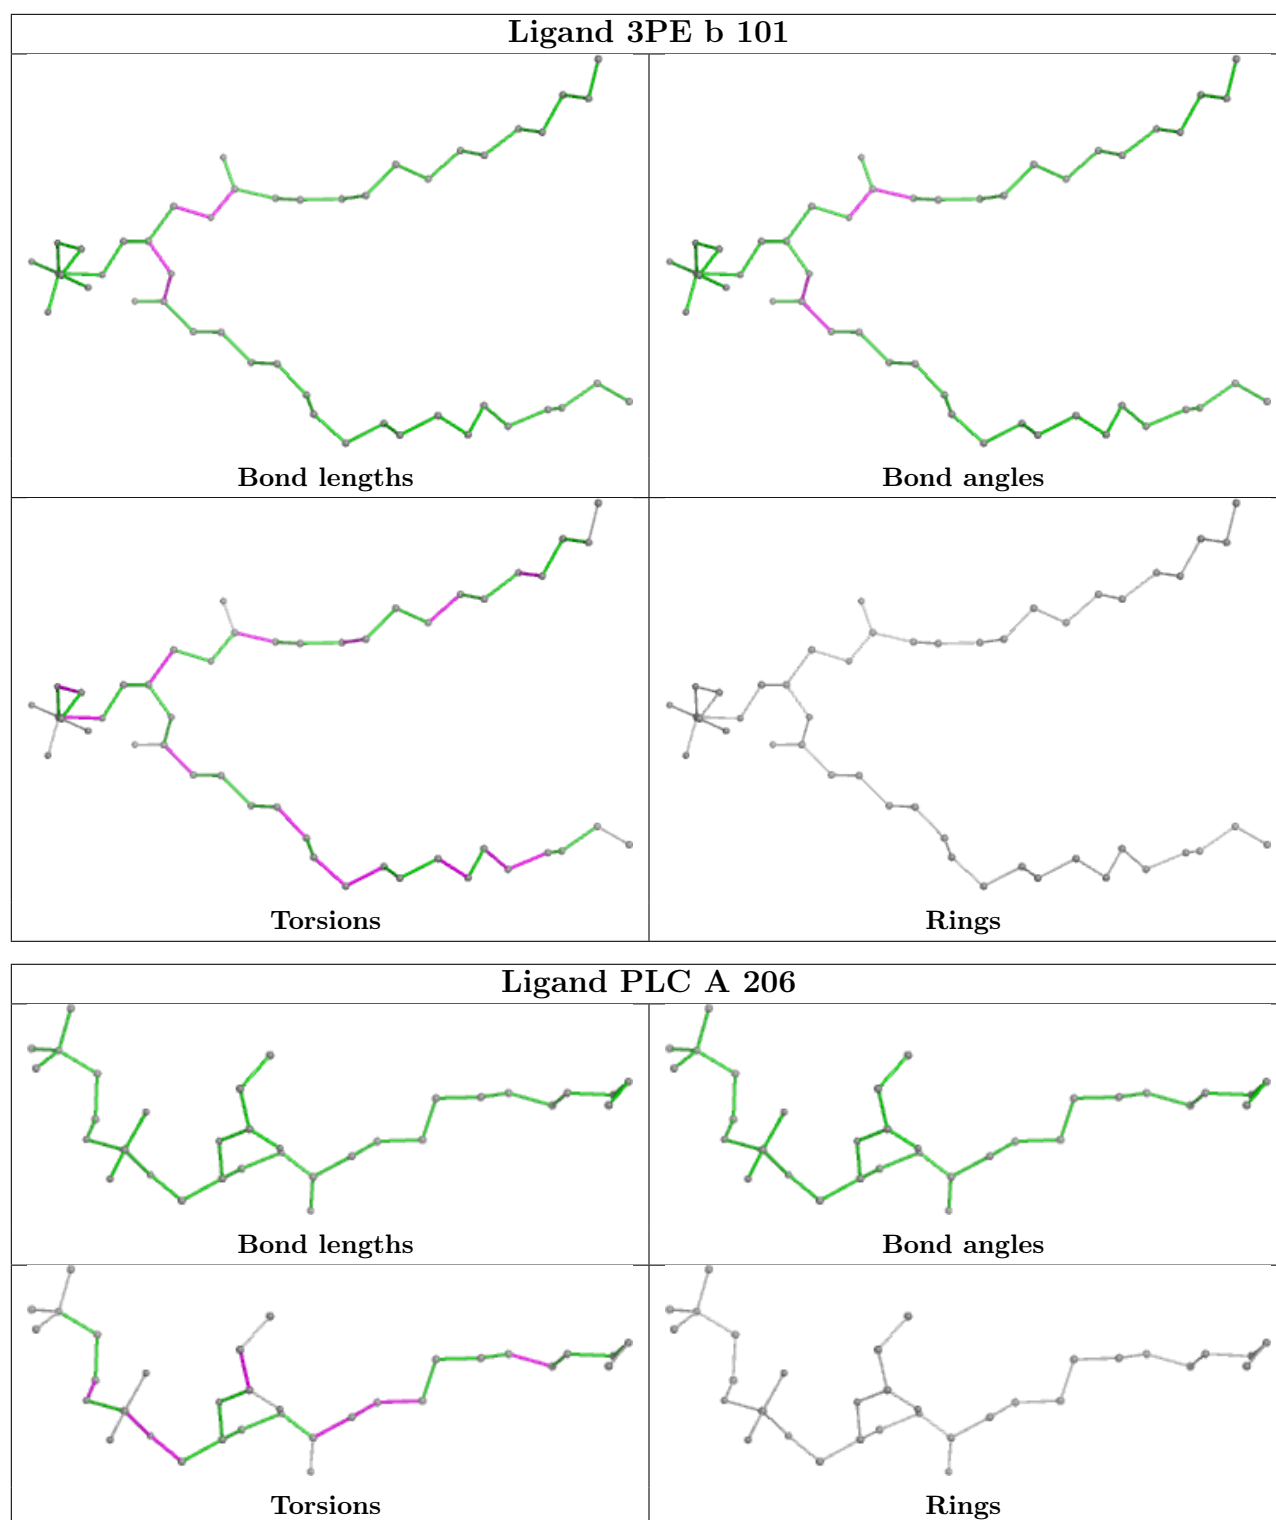 Ligand 3PE b 101
Bond lengths
Bond angles
Torsions
Rings
Ligand PLC A 206
Bond lengths
Bond angles
Torsions
Rings